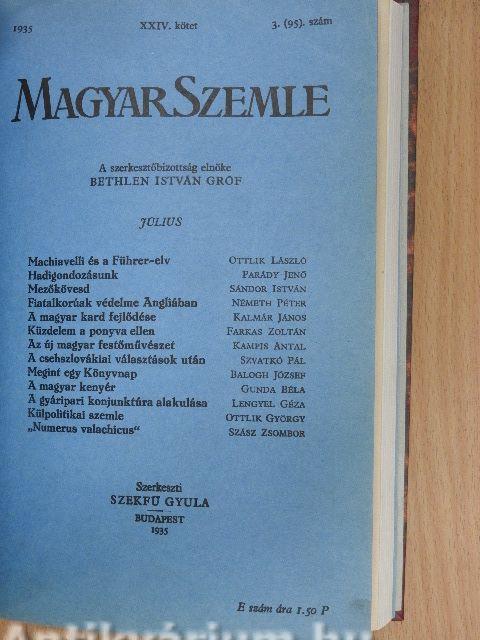 1935 XXIV. kötet 3. (95). szám
MAGYAR SZEMLE
A szerkesztőbizottság elnöke
BETHLEN ISTVÁN GRÓF
JÚLIUS
Machiavelli és a Führer-elv OTTLIK LÁSZLÓ
Hadigondozásunk PARÁDY JENŐ
Mezőkövesd SÁNDOR ISTVÁN
Fiatalkorúak védelme Angliában NÉMETH PÉTER
A magyar kard fejlődése KALMÁR JÁNOS
Küzdelem a ponyva ellen FARKAS ZOLTÁN
Az új magyar festőművészet KAMPIS ANTAL
A csehszlovákiai választások után SZVATKÓ PÁL
Megint egy Könyvnap BALOGH JÓZSEF
A magyar kenyér GUNDA BÉLA
A gyáripari konjunktúra alakulása LENGYEL GÉZA
Külpolitikai szemle OTTLIK GYÖRGY
„Numerus valachicus" SZÁSZ ZSOMBOR
Szerkeszti
SZEKFŰ GYULA
BUDAPEST
1935
E szám ára 1.50 P
Antikvárium.hu